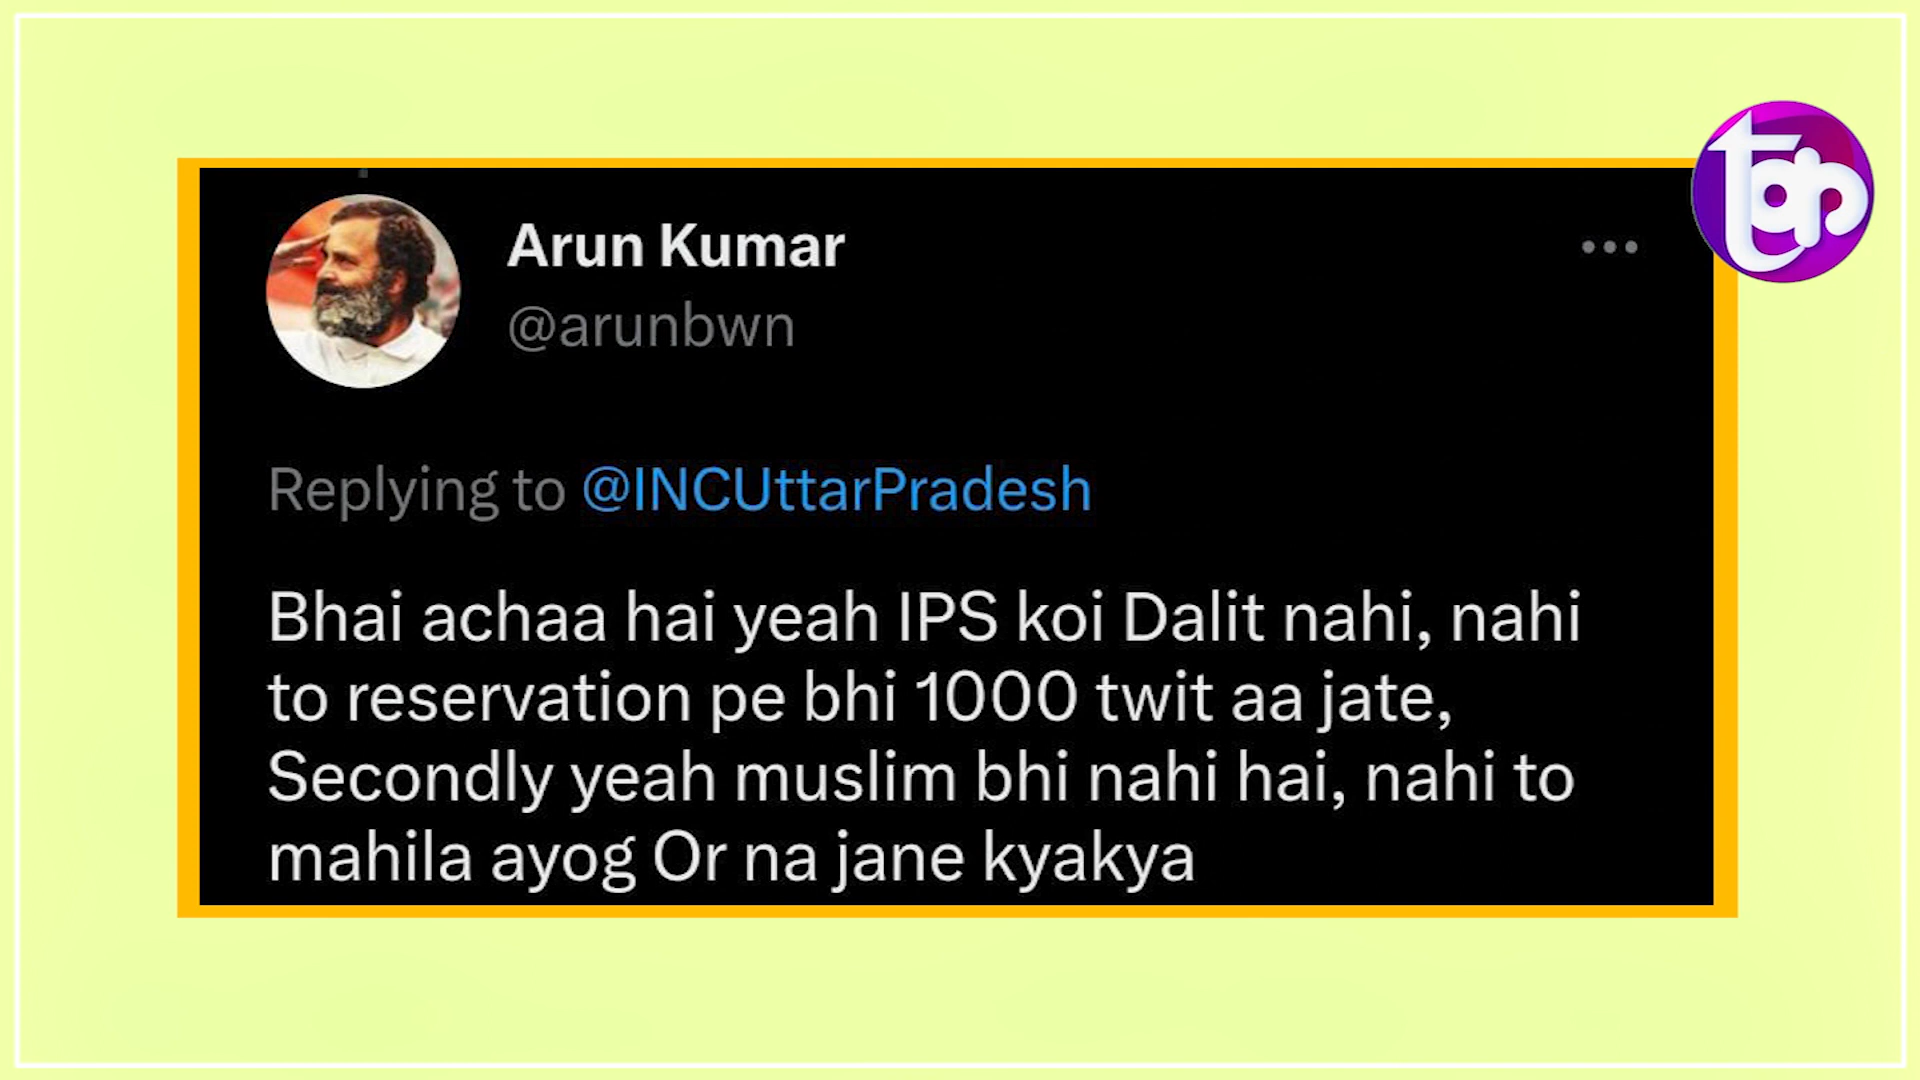 top
Arun Kumar
@arunbwn
Replying to @INCUttarPradesh
Bhai achaa hai yeah IPS koi Dalit nahi, nahi
to reservation pe bhi 1000 twit aa jate,
Secondly yeah muslim bhi nahi hai, nahi to
mahila ayog Or na jane kyakya